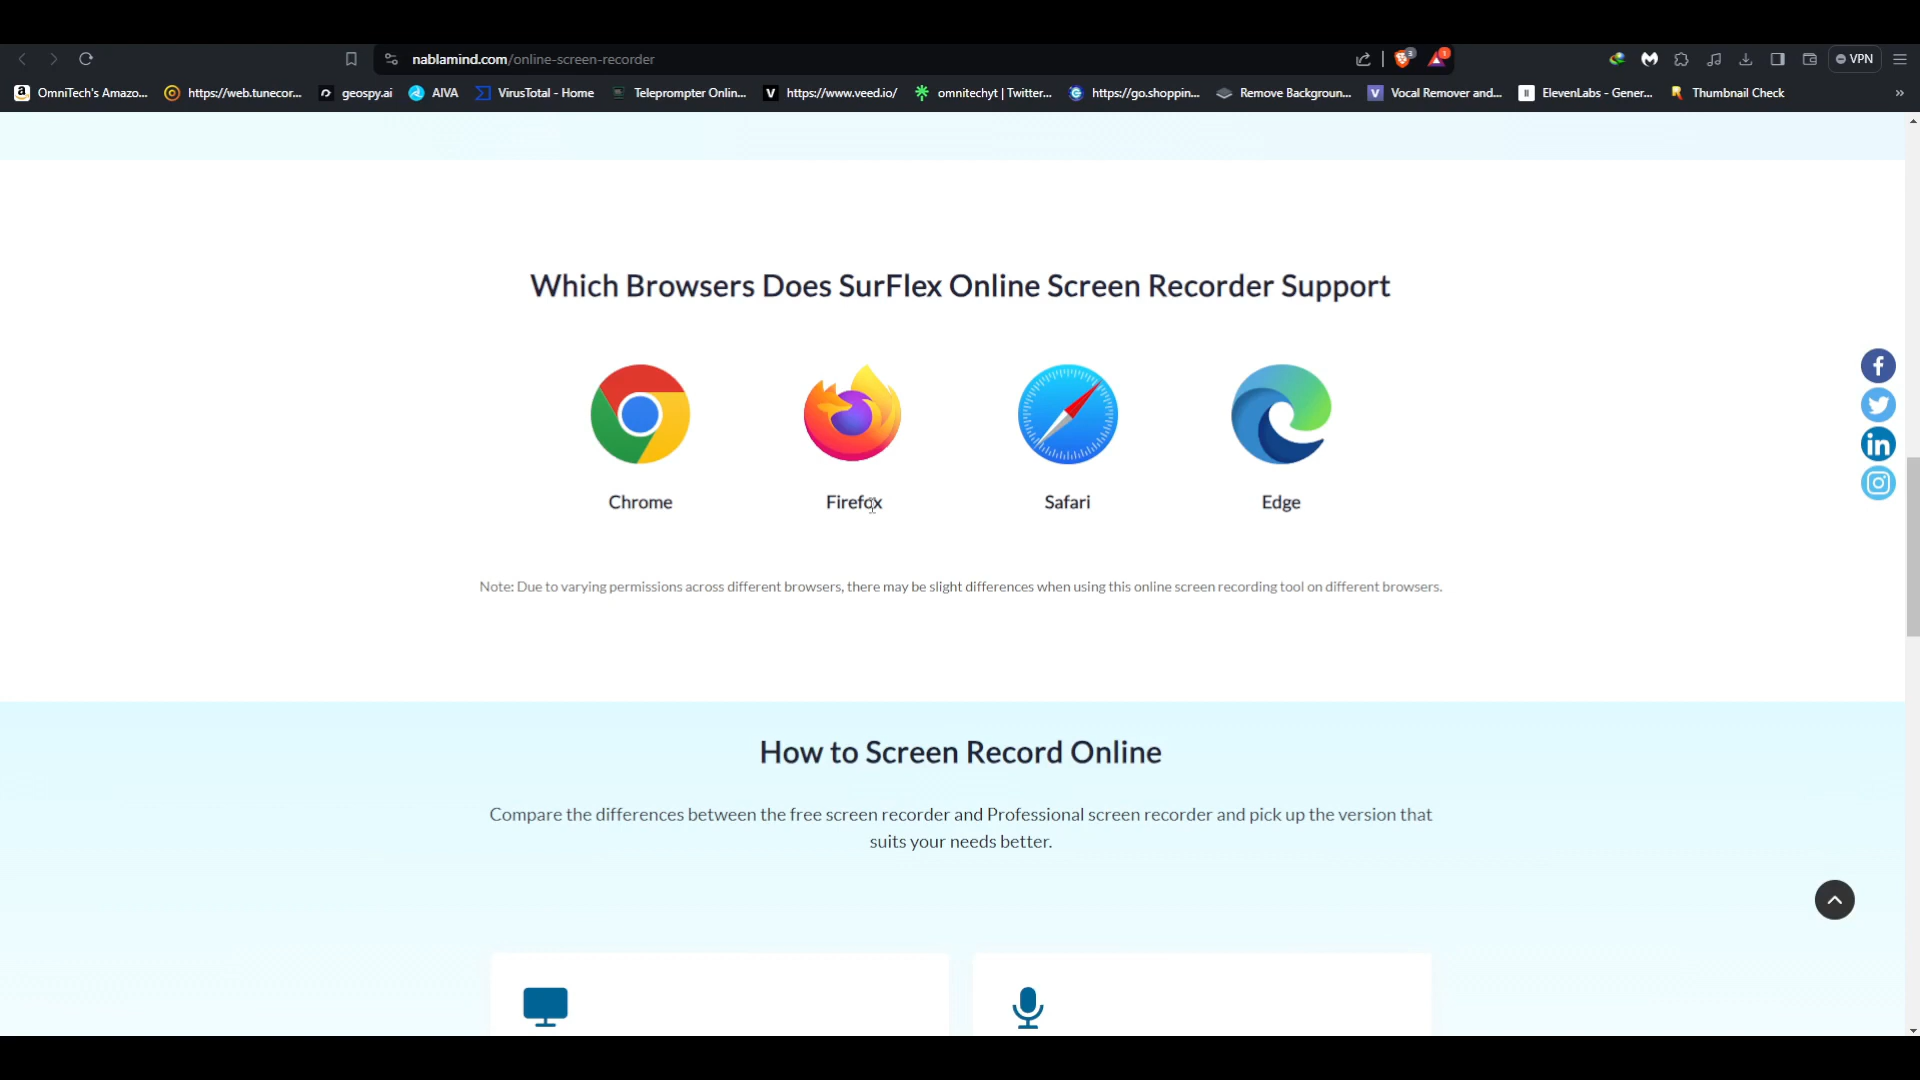 nablamind.com/online-screen-recorder
3
1
VPN
OmniTech's Amazo...
https://web.tunecor...
geospy.ai
AIVA
VirusTotal - Home
Teleprompter Onlin...
https://www.veed.io/
omnitechyt | Twitter...
https://go.shoppin...
Remove Backgroun...
Vocal Remover and...
ElevenLabs - Gener...
Thumbnail Check
»
Which Browsers Does SurFlex Online Screen Recorder Support
Chrome
Firefox
Safari
Edge
Note: Due to varying permissions across different browsers, there may be slight differences when using this online screen recording tool on different browsers.
How to Screen Record Online
Compare the differences between the free screen recorder and Professional screen recorder and pick up the version that
suits your needs better.